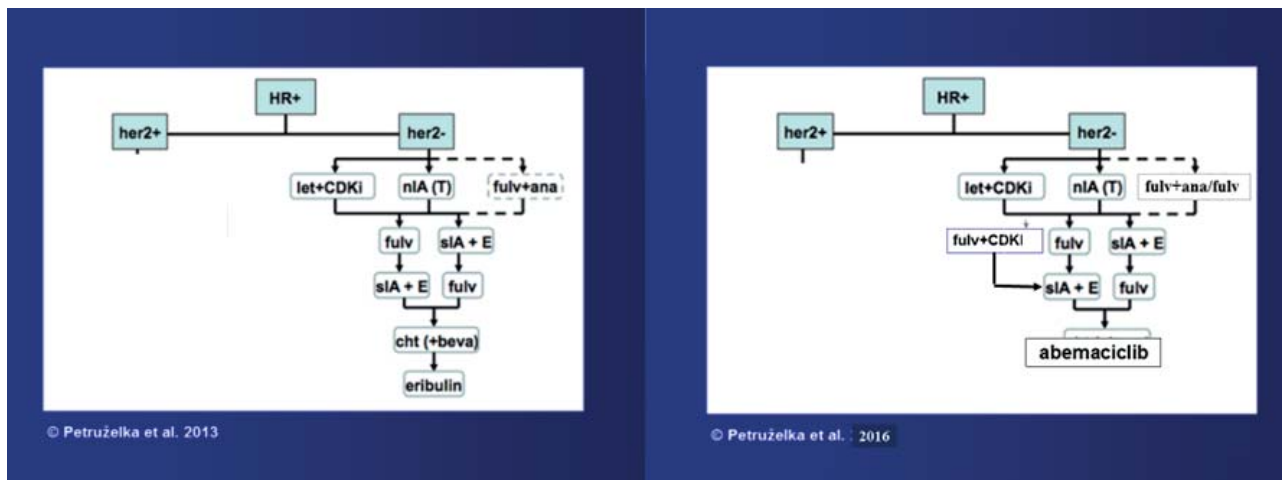 HR+
her2+ her2-
let+CDKi nIA (T) fulv+ana
fulv sIA + E
sIA + E fulv
cht (+beva)
eribulin
© Petruželka et al. 2013
HR+
her2+ her2-
let+CDKi nIA (T) fulv+ana/fulv
fulv+CDKi fulv sIA + E
sIA + E fulv
abemaciclib
© Petruželka et al. 2016